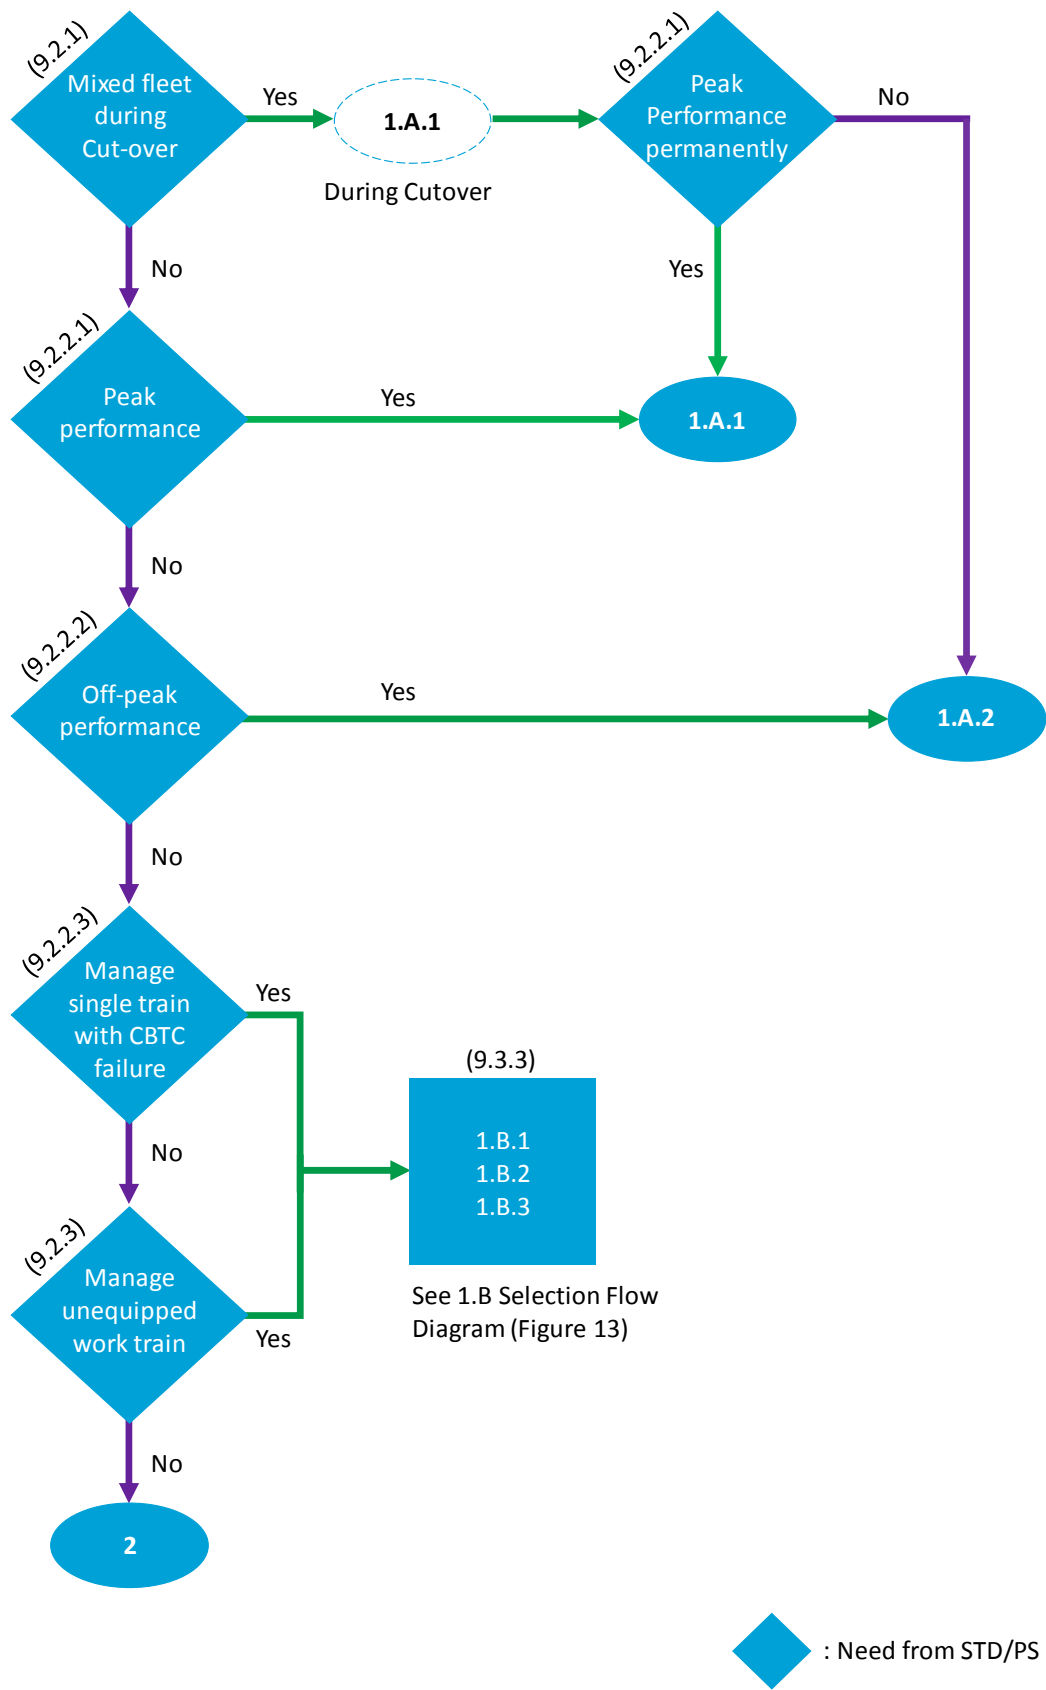 (9.2.1)
Mixed fleet
during
Cut-over
Yes
1.A.1
During Cutover
(9.2.2.1)
Peak
Performance
permanently
No
Yes
No
(9.2.2.1)
Peak
performance
Yes
1.A.1
No
(9.2.2.2)
Off-peak
performance
Yes
1.A.2
No
(9.2.2.3)
Manage
single train
with CBTC
failure
Yes
(9.3.3)
1.B.1
1.B.2
1.B.3
See 1.B Selection Flow
Diagram (Figure 13)
No
(9.2.3)
Manage
unequipped
work train
Yes
No
2
: Need from STD/PS